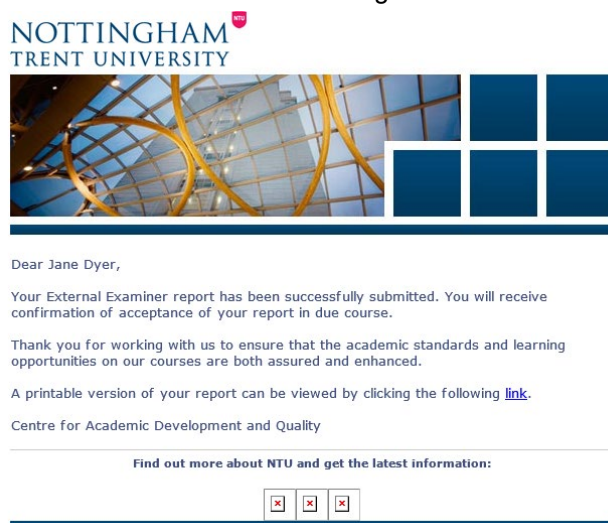 NOTTINGHAM
NTU
TRENT UNIVERSITY
Dear Jane Dyer,
Your External Examiner report has been successfully submitted. You will receive
confirmation of acceptance of your report in due course.
Thank you for working with us to ensure that the academic standards and learning
opportunities on our courses are both assured and enhanced.
A printable version of your report can be viewed by clicking the following link.
Centre for Academic Development and Quality
Find out more about NTU and get the latest information: